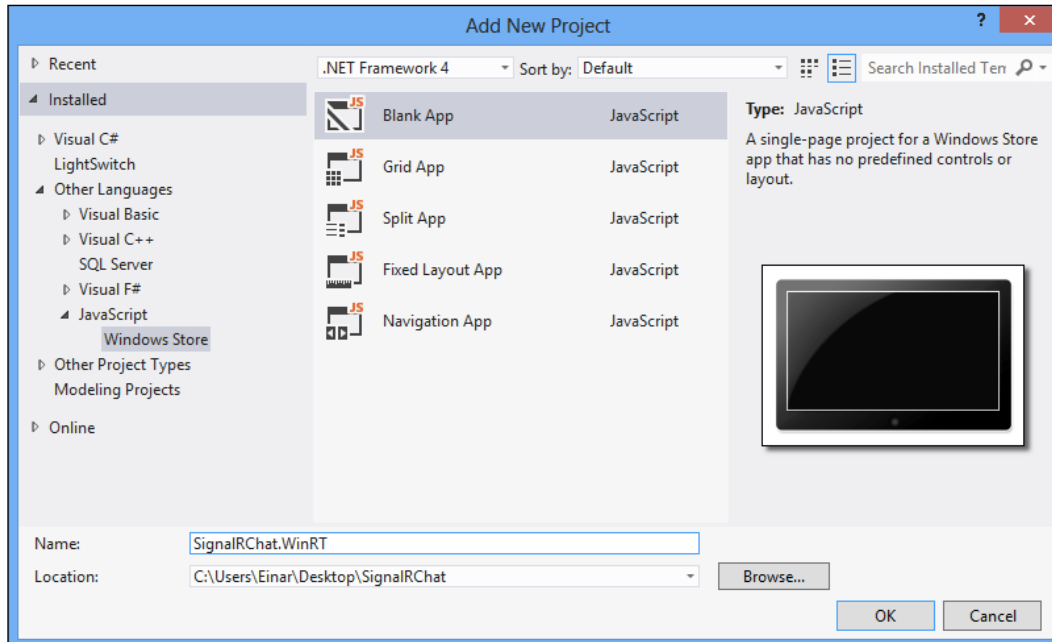 Add New Project
?
Recent
Installed
Visual C#
LightSwitch
Other Languages
Visual Basic
Visual C++
SQL Server
Visual F#
JavaScript
Windows Store
Other Project Types
Modeling Projects
Online
.NET Framework 4 Sort by: Default
Search Installed Ten
JS Blank App JavaScript
JS Grid App JavaScript
JS Split App JavaScript
JS Fixed Layout App JavaScript
JS Navigation App JavaScript
Type: JavaScript
A single-page project for a Windows Store
app that has no predefined controls or
layout.
Name: SignalRChat.WinRT
Location: C:\Users\Einar\Desktop\SignalRChat Browse...
OK Cancel